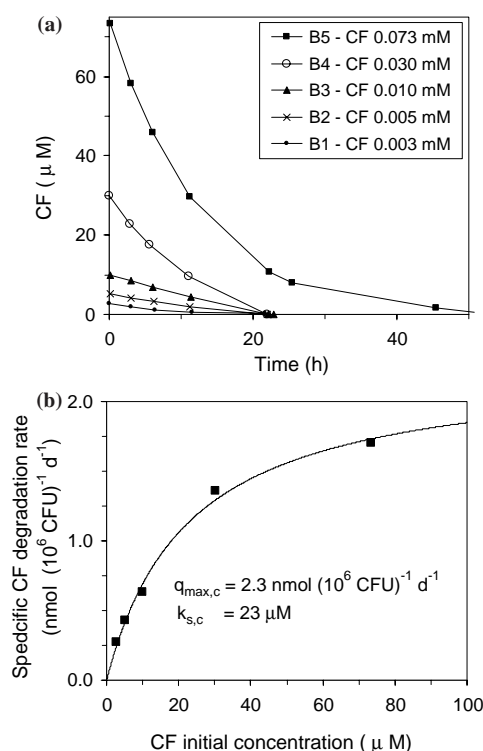 (a)
B5 - CF 0.073 mM
B4 - CF 0.030 mM
B3 - CF 0.010 mM
B2 - CF 0.005 mM
B1 - CF 0.003 mM
CF ( μ M)
60
40
20
0
0 20 40
Time (h)
(b)
Spedcific CF degradation rate
(nmol (10⁶ CFU)⁻¹ d⁻¹)
2.0
1.0
0.0
q_max,c = 2.3 nmol (10⁶ CFU)⁻¹ d⁻¹
k_s,c = 23 μM
0 20 40 60 80 100
CF initial concentration ( μ M)